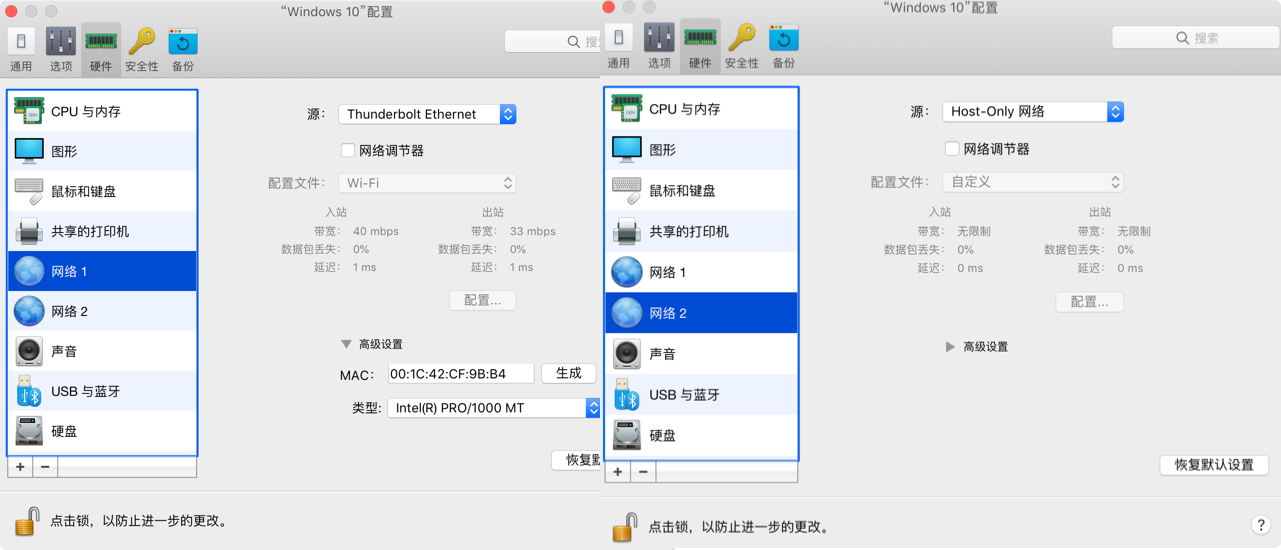 “Windows 10”配置
通用 选项 硬件 安全性 备份
CPU 与内存
图形
鼠标和键盘
共享的打印机
网络 1
网络 2
声音
USB 与蓝牙
硬盘
+ −
源： Thunderbolt Ethernet
网络调节器
配置文件： Wi-Fi
入站 出站
带宽： 40 mbps 带宽： 33 mbps
数据包丢失： 0% 数据包丢失： 0%
延迟： 1 ms 延迟： 1 ms
配置...
高级设置
MAC： 00:1C:42:CF:9B:B4 生成
类型: Intel(R) PRO/1000 MT
恢复默
点击锁，以防止进一步的更改。
“Windows 10”配置
通用 选项 硬件 安全性 备份 搜索
CPU 与内存
图形
鼠标和键盘
共享的打印机
网络 1
网络 2
声音
USB 与蓝牙
硬盘
+ −
源： Host-Only 网络
网络调节器
配置文件： 自定义
入站 出站
带宽： 无限制 带宽： 无限制
数据包丢失： 0% 数据包丢失： 0%
延迟： 0 ms 延迟： 0 ms
配置...
高级设置
恢复默认设置
点击锁，以防止进一步的更改。
?